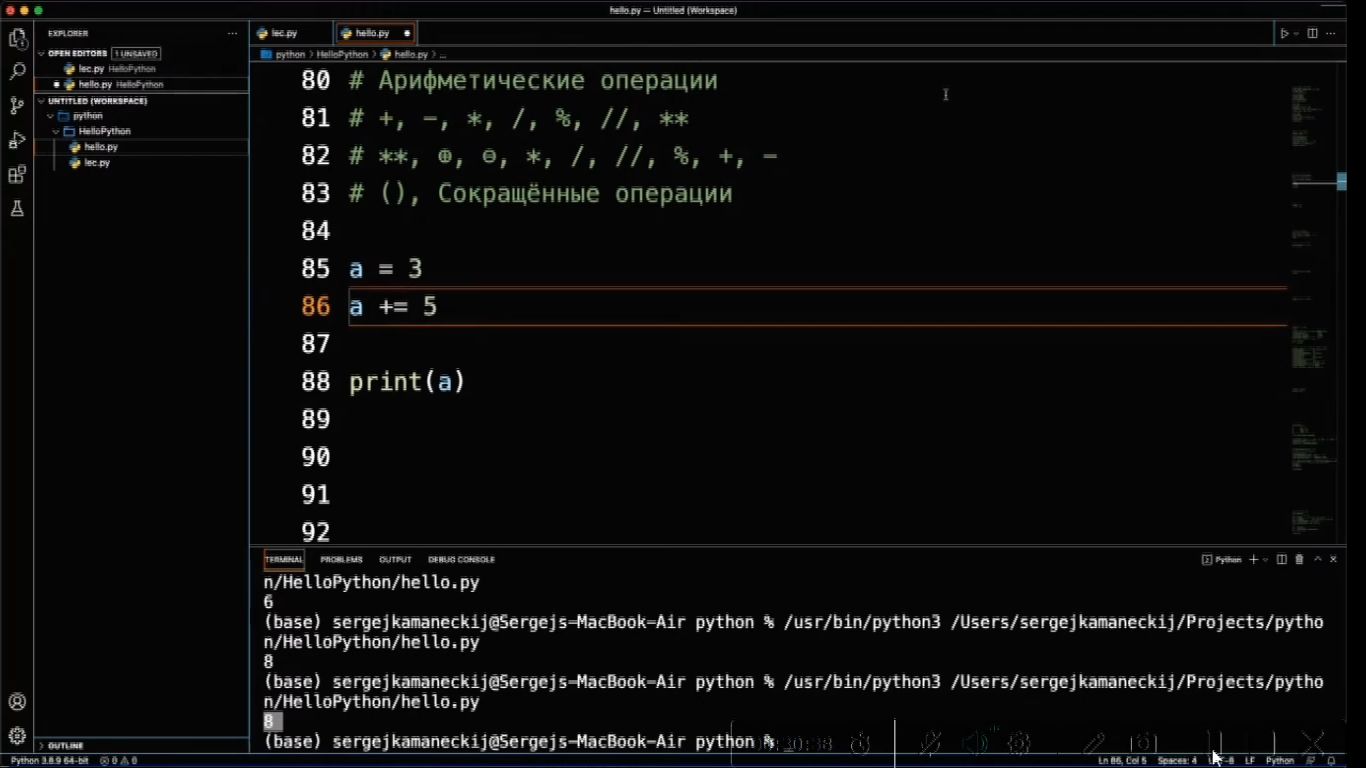 hello.py — Untitled (Workspace)
EXPLORER
OPEN EDITORS 1 UNSAVED
lec.py HelloPython
hello.py HelloPython
UNTITLED (WORKSPACE)
python
HelloPython
hello.py
lec.py
OUTLINE
lec.py
hello.py
python > HelloPython > hello.py > ...
80 # Арифметические операции
81 # +, −, *, /, %, //, **
82 # **, ⊕, ⊖, *, /, //, %, +, −
83 # (), Сокращённые операции
84
85 a = 3
86 a += 5
87
88 print(a)
89
90
91
92
TERMINAL PROBLEMS OUTPUT DEBUG CONSOLE
Python
n/HelloPython/hello.py
6
(base) sergejkamaneckij@Sergejs-MacBook-Air python % /usr/bin/python3 /Users/sergejkamaneckij/Projects/pytho
n/HelloPython/hello.py
8
(base) sergejkamaneckij@Sergejs-MacBook-Air python % /usr/bin/python3 /Users/sergejkamaneckij/Projects/pytho
n/HelloPython/hello.py
8
(base) sergejkamaneckij@Sergejs-MacBook-Air python %
Python 3.8.9 64-bit 0 0 Ln 86, Col 5 Spaces: 4 LF Python